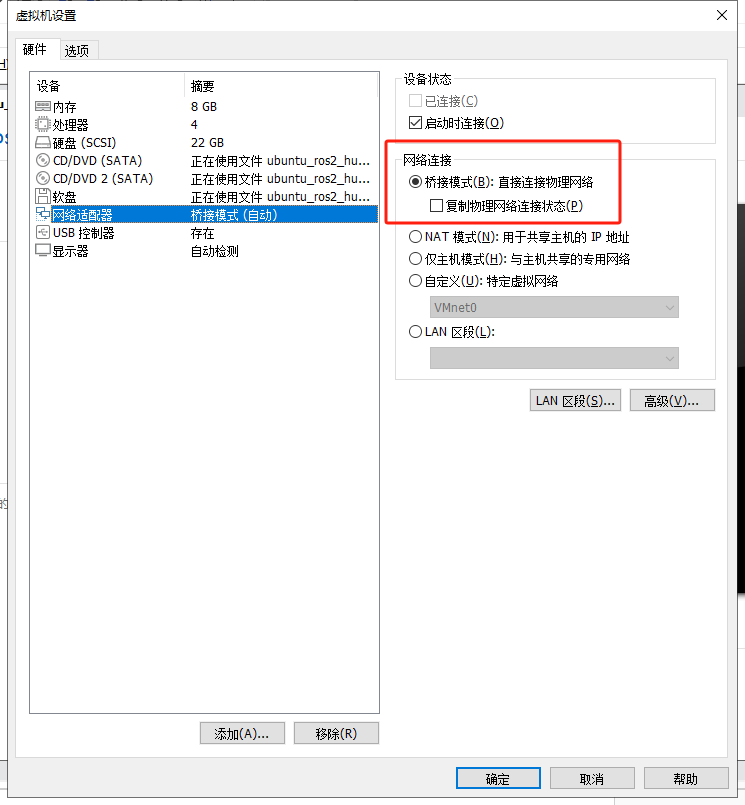 虚拟机设置
硬件 选项
设备 摘要
内存 8 GB
处理器 4
硬盘 (SCSI) 22 GB
CD/DVD (SATA) 正在使用文件 ubuntu_ros2_hu...
CD/DVD 2 (SATA) 正在使用文件 ubuntu_ros2_hu...
软盘 正在使用文件 ubuntu_ros2_hu...
网络适配器 桥接模式 (自动)
USB 控制器 存在
显示器 自动检测
添加(A)... 移除(R)
设备状态
已连接(C)
启动时连接(O)
网络连接
桥接模式(B): 直接连接物理网络
复制物理网络连接状态(P)
NAT 模式(N): 用于共享主机的 IP 地址
仅主机模式(H): 与主机共享的专用网络
自定义(U): 特定虚拟网络
VMnet0
LAN 区段(L):
LAN 区段(S)... 高级(V)...
确定 取消 帮助